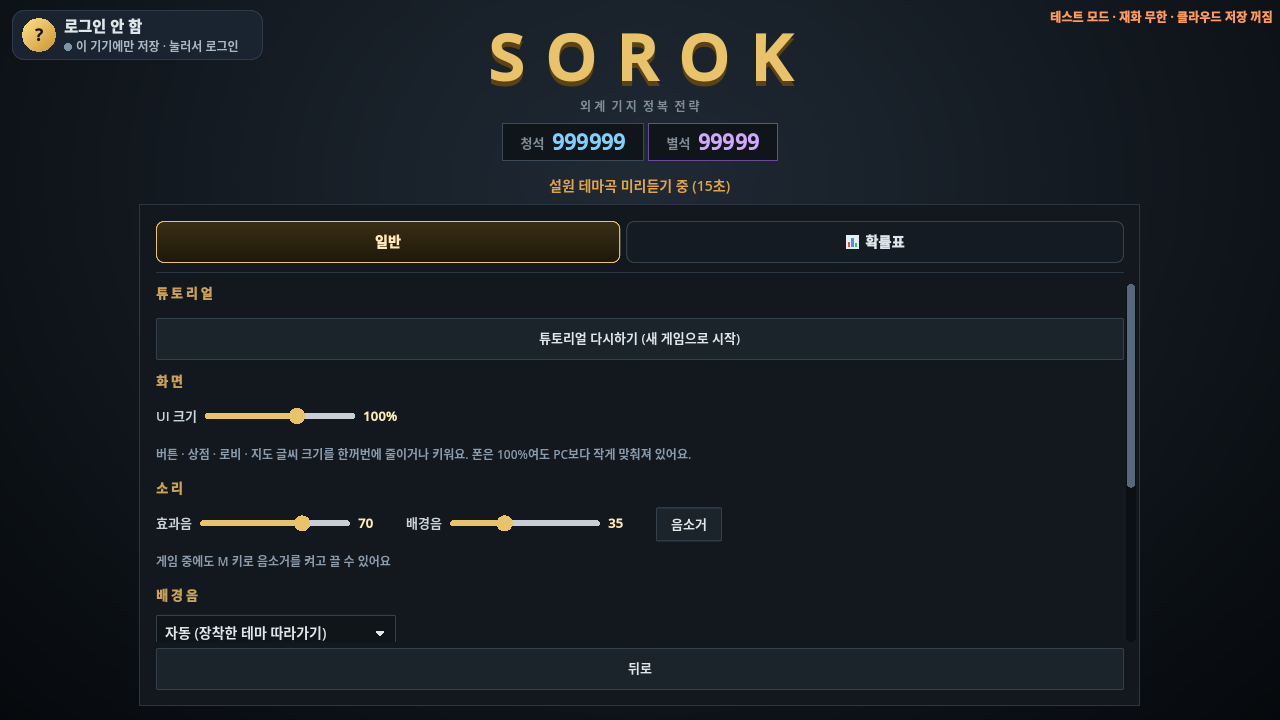 ?
로그인 안 함
이 기기에만 저장 · 눌러서 로그인
테스트 모드 · 재화 무한 · 클라우드 저장 꺼짐
SOROK
외계 기지 정복 전략
청석 999999
별석 99999
설원 테마곡 미리듣기 중 (15초)
일반
확률표
튜토리얼
튜토리얼 다시하기 (새 게임으로 시작)
화면
UI 크기 100%
버튼 · 상점 · 로비 · 지도 글씨 크기를 한꺼번에 줄이거나 키워요. 폰은 100%여도 PC보다 작게 맞춰져 있어요.
소리
효과음 70 배경음 35 음소거
게임 중에도 M 키로 음소거를 켜고 끌 수 있어요
배경음
자동 (장착한 테마 따라가기)
뒤로